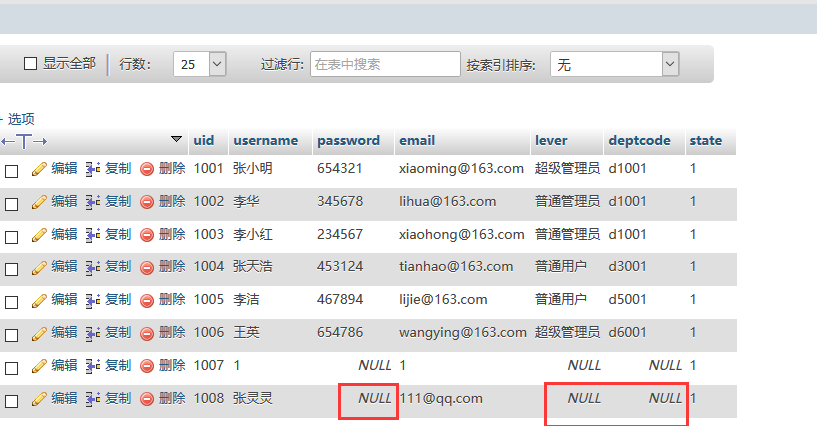 显示全部 行数： 25 过滤行: 在表中搜索 按索引排序: 无
+ 选项
←T→ uid username password email lever deptcode state
编辑 复制 删除 1001 张小明 654321 xiaoming@163.com 超级管理员 d1001 1
编辑 复制 删除 1002 李华 345678 lihua@163.com 普通管理员 d1001 1
编辑 复制 删除 1003 李小红 234567 xiaohong@163.com 普通管理员 d1001 1
编辑 复制 删除 1004 张天浩 453124 tianhao@163.com 普通用户 d3001 1
编辑 复制 删除 1005 李洁 467894 lijie@163.com 普通用户 d5001 1
编辑 复制 删除 1006 王英 654786 wangying@163.com 超级管理员 d6001 1
编辑 复制 删除 1007 1 NULL 1 NULL NULL 1
编辑 复制 删除 1008 张灵灵 NULL 111@qq.com NULL NULL 1